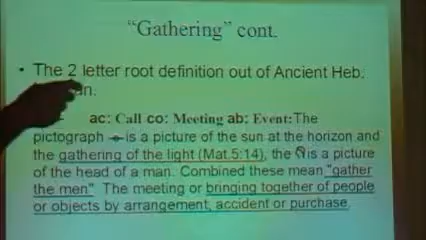 "Gathering" cont.
• The 2 letter root definition out of Ancient Heb.
an.
ac: Call co: Meeting ab: Event: The
pictograph is a picture of the sun at the horizon and
the gathering of the light (Mat.5:14), the is a picture
of the head of a man. Combined these mean "gather
the men". The meeting or bringing together of people
or objects by arrangement, accident or purchase.